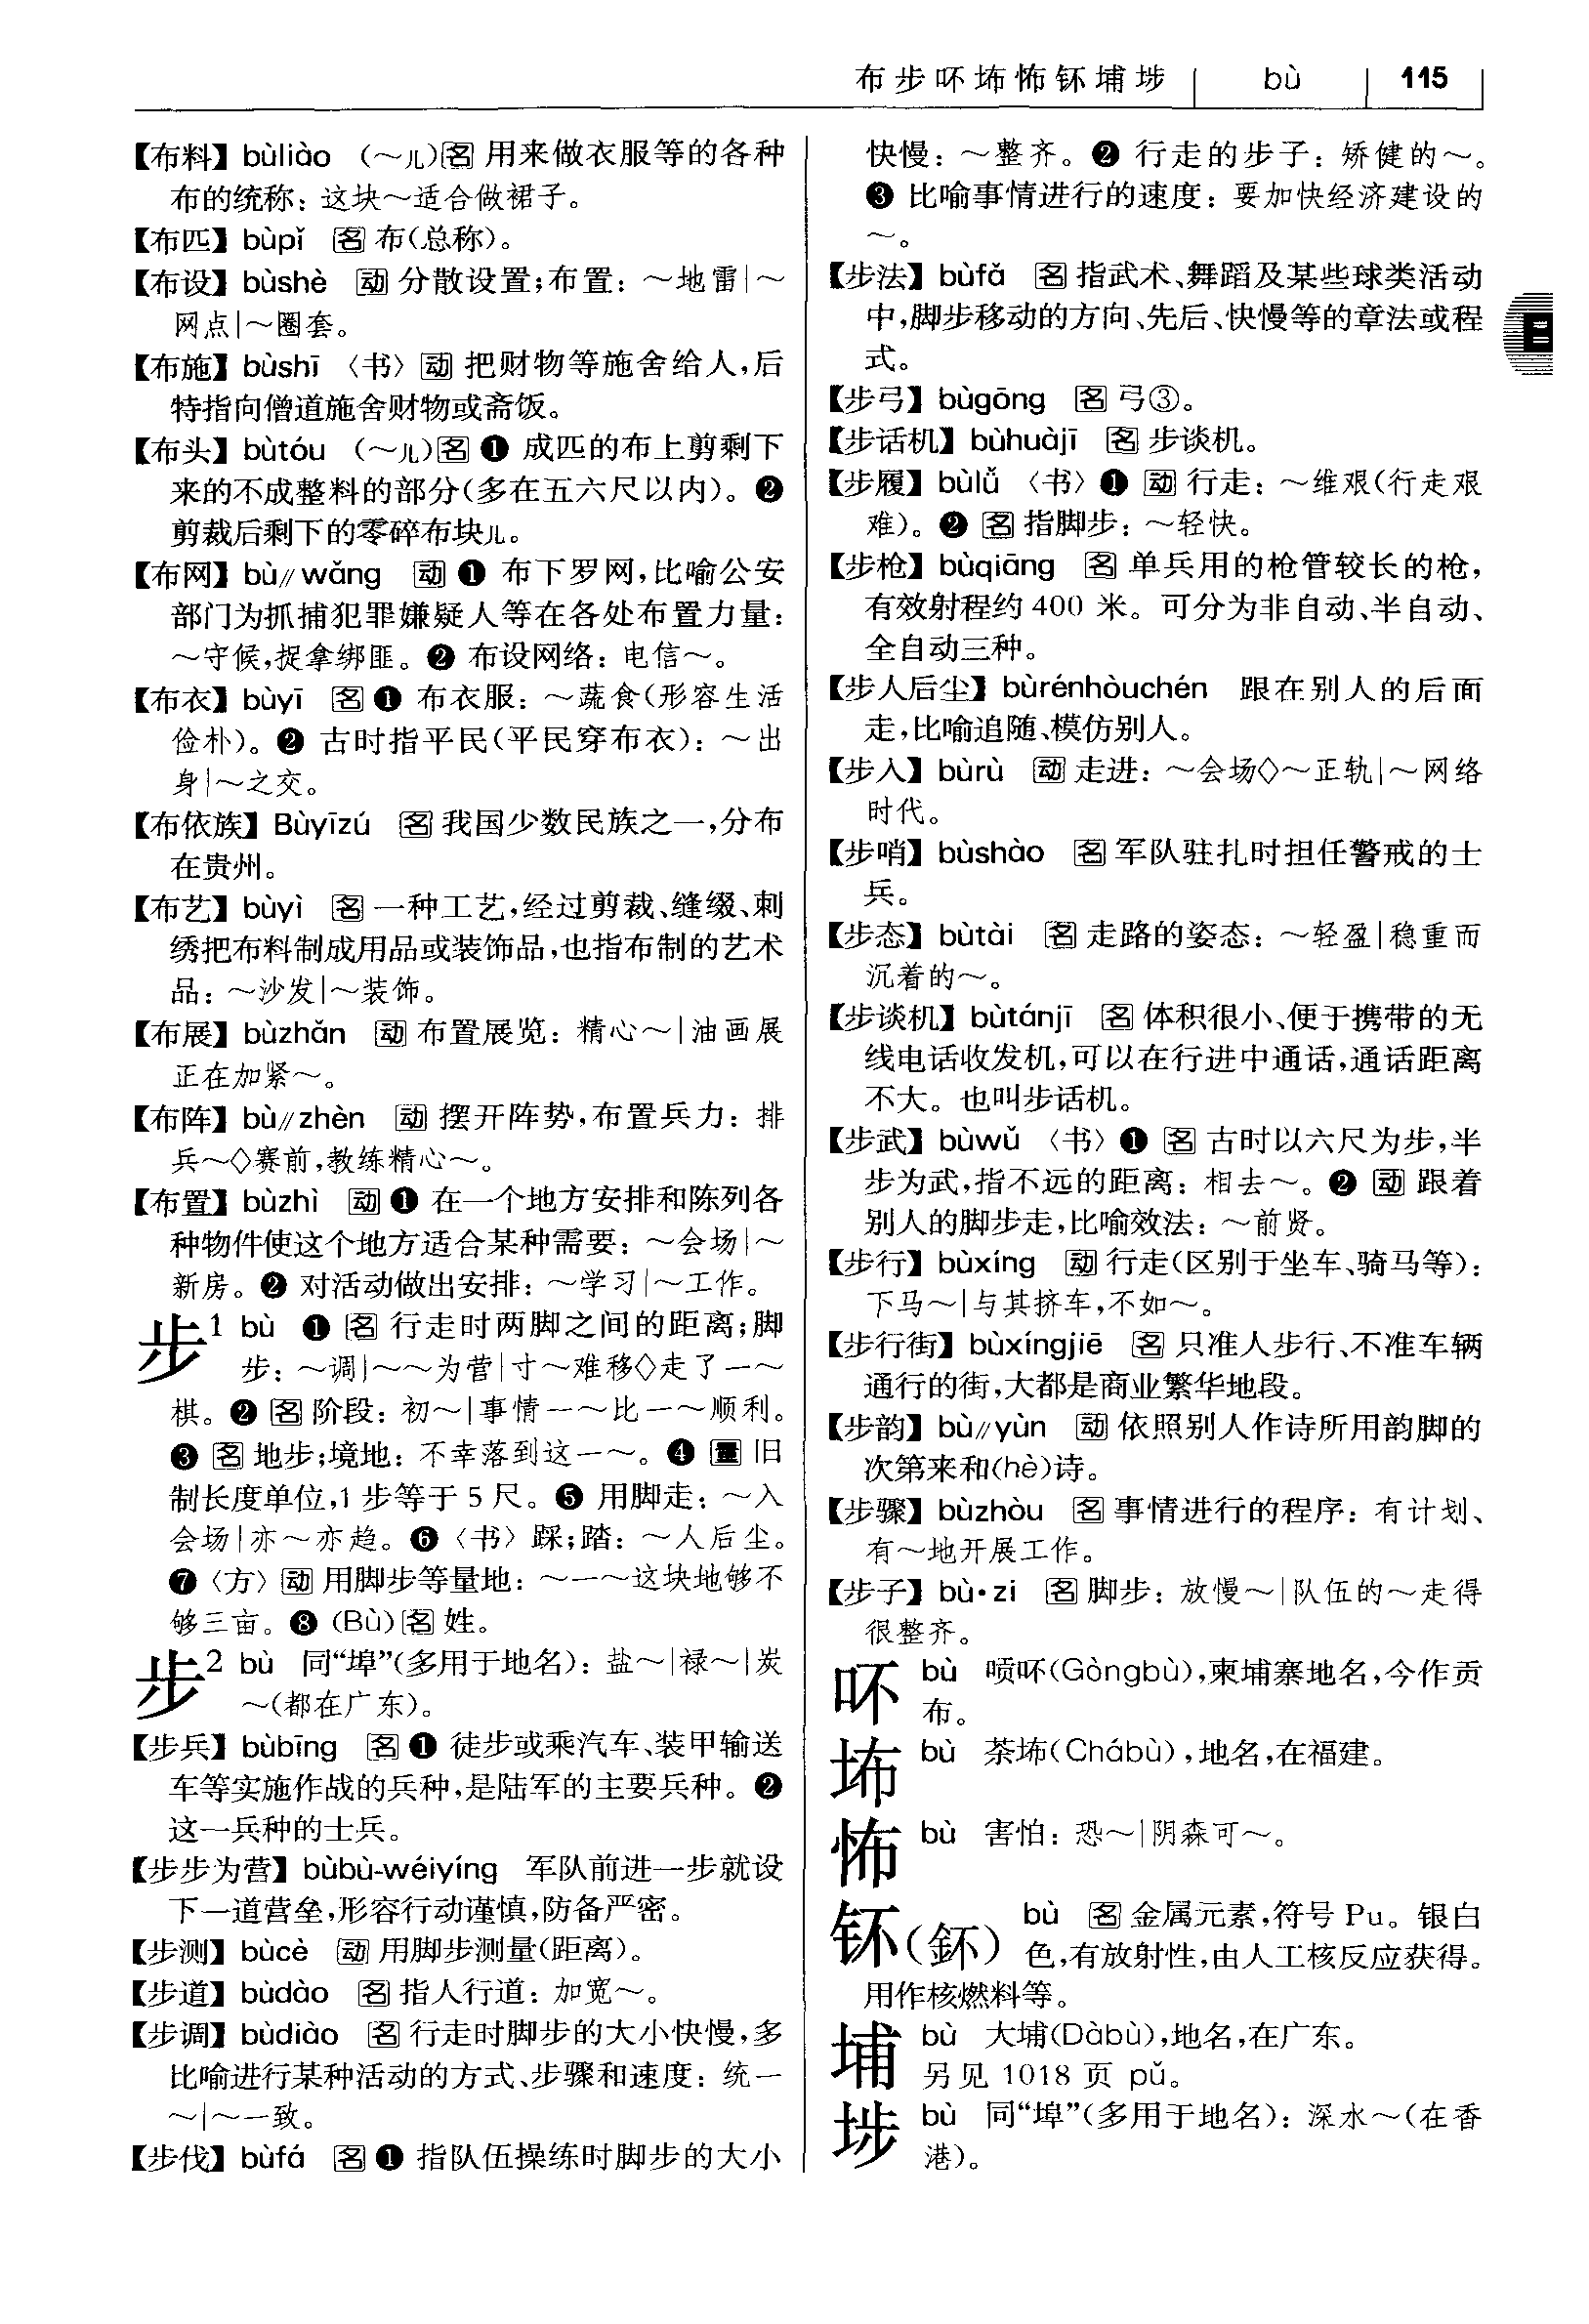 布步吥㘵怖钚埔埗 bù 115
【布料】bùliào (～儿)名 用来做衣服等的各种
布的统称：这块～适合做裙子。
【布匹】bùpǐ 名 布(总称)。
【布设】bùshè 动 分散设置;布置：～地雷|～
网点|～圈套。
【布施】bùshī〈书〉动 把财物等施舍给人,后
特指向僧道施舍财物或斋饭。
【布头】bùtóu (～儿)名 ❶ 成匹的布上剪剩下
来的不成整料的部分(多在五六尺以内)。❷
剪裁后剩下的零碎布块儿。
【布网】bù∥wǎng 动 ❶ 布下罗网,比喻公安
部门为抓捕犯罪嫌疑人等在各处布置力量：
～守候,捉拿绑匪。❷ 布设网络：电信～。
【布衣】bùyī 名 ❶ 布衣服：～蔬食(形容生活
俭朴)。❷ 古时指平民(平民穿布衣)：～出
身|～之交。
【布依族】Bùyīzú 名 我国少数民族之一,分布
在贵州。
【布艺】bùyì 名 一种工艺,经过剪裁、缝缀、刺
绣把布料制成用品或装饰品,也指布制的艺术
品：～沙发|～装饰。
【布展】bùzhǎn 动 布置展览：精心～|油画展
正在加紧～。
【布阵】bù∥zhèn 动 摆开阵势,布置兵力：排
兵～◇赛前,教练精心～。
【布置】bùzhì 动 ❶ 在一个地方安排和陈列各
种物件使这个地方适合某种需要：～会场|～
新房。❷ 对活动做出安排：～学习|～工作。
步1 bù ❶ 名 行走时两脚之间的距离;脚
步：～调|～～为营|寸～难移◇走了一～
棋。❷ 名 阶段：初～|事情一～比一～顺利。
❸ 名 地步;境地：不幸落到这一～。❹ 量 旧
制长度单位,1步等于5尺。❺ 用脚走：～入
会场|亦～亦趋。❻〈书〉踩;踏：～人后尘。
❼〈方〉动 用脚步等量地：～一～这块地够不
够三亩。❽ (Bù)名 姓。
步2 bù 同“埠”(多用于地名)：盐～|禄～|炭
～(都在广东)。
【步兵】bùbīng 名 ❶ 徒步或乘汽车、装甲输送
车等实施作战的兵种,是陆军的主要兵种。❷
这一兵种的士兵。
【步步为营】bùbù-wéiyíng 军队前进一步就设
下一道营垒,形容行动谨慎,防备严密。
【步测】bùcè 动 用脚步测量(距离)。
【步道】bùdào 名 指人行道：加宽～。
【步调】bùdiào 名 行走时脚步的大小快慢,多
比喻进行某种活动的方式、步骤和速度：统一
～|～一致。
【步伐】bùfá 名 ❶ 指队伍操练时脚步的大小
快慢：～整齐。❷ 行走的步子：矫健的～。
❸ 比喻事情进行的速度：要加快经济建设的
～。
【步法】bùfǎ 名 指武术、舞蹈及某些球类活动
中,脚步移动的方向、先后、快慢等的章法或程
式。
【步弓】bùgōng 名 弓③。
【步话机】bùhuàjī 名 步谈机。
【步履】bùlǚ〈书〉❶ 动 行走：～维艰(行走艰
难)。❷ 名 指脚步：～轻快。
【步枪】bùqiāng 名 单兵用的枪管较长的枪,
有效射程约400米。可分为非自动、半自动、
全自动三种。
【步人后尘】bùrénhòuchén 跟在别人的后面
走,比喻追随、模仿别人。
【步入】bùrù 动 走进：～会场◇～正轨|～网络
时代。
【步哨】bùshào 名 军队驻扎时担任警戒的士
兵。
【步态】bùtài 名 走路的姿态：～轻盈|稳重而
沉着的～。
【步谈机】bùtánjī 名 体积很小、便于携带的无
线电话收发机,可以在行进中通话,通话距离
不大。也叫步话机。
【步武】bùwǔ〈书〉❶ 名 古时以六尺为步,半
步为武,指不远的距离：相去～。❷ 动 跟着
别人的脚步走,比喻效法：～前贤。
【步行】bùxíng 动 行走(区别于坐车、骑马等)：
下马～|与其挤车,不如～。
【步行街】bùxíngjiē 名 只准人步行、不准车辆
通行的街,大都是商业繁华地段。
【步韵】bù∥yùn 动 依照别人作诗所用韵脚的
次第来和(hè)诗。
【步骤】bùzhòu 名 事情进行的程序：有计划、
有～地开展工作。
【步子】bù·zi 名 脚步：放慢～|队伍的～走得
很整齐。
吥 bù 唝吥(Gòngbù),柬埔寨地名,今作贡
布。
㘵 bù 茶㘵(Chábù),地名,在福建。
怖 bù 害怕：恐～|阴森可～。
钚(鈈) bù 名 金属元素,符号Pu。银白
色,有放射性,由人工核反应获得。
用作核燃料等。
埔 bù 大埔(Dàbù),地名,在广东。
另见1018页 pǔ。
埗 bù 同“埠”(多用于地名)：深水～(在香
港)。